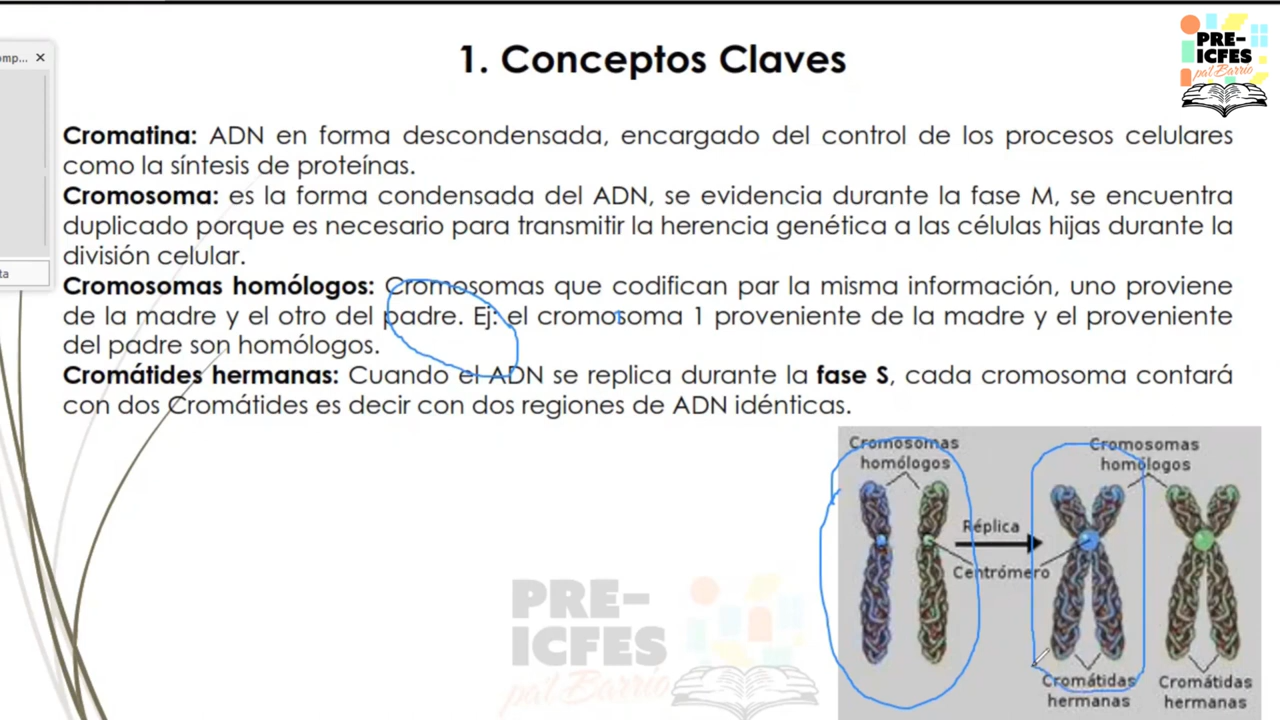 1. Conceptos Claves
PRE-
ICFES
pa'l Barrio
omp... ×
ta
Cromatina: ADN en forma descondensada, encargado del control de los procesos celulares
como la síntesis de proteínas.
Cromosoma: es la forma condensada del ADN, se evidencia durante la fase M, se encuentra
duplicado porque es necesario para transmitir la herencia genética a las células hijas durante la
división celular.
Cromosomas homólogos: Cromosomas que codifican par la misma información, uno proviene
de la madre y el otro del padre. Ej: el cromosoma 1 proveniente de la madre y el proveniente
del padre son homólogos.
Cromátides hermanas: Cuando el ADN se replica durante la fase S, cada cromosoma contará
con dos Cromátides es decir con dos regiones de ADN idénticas.
Cromosomas
homólogos
Cromosomas
homólogos
Réplica
Centrómero
Cromátidas
hermanas
Cromátidas
hermanas
PRE-
ICFES
pa'l Barrio